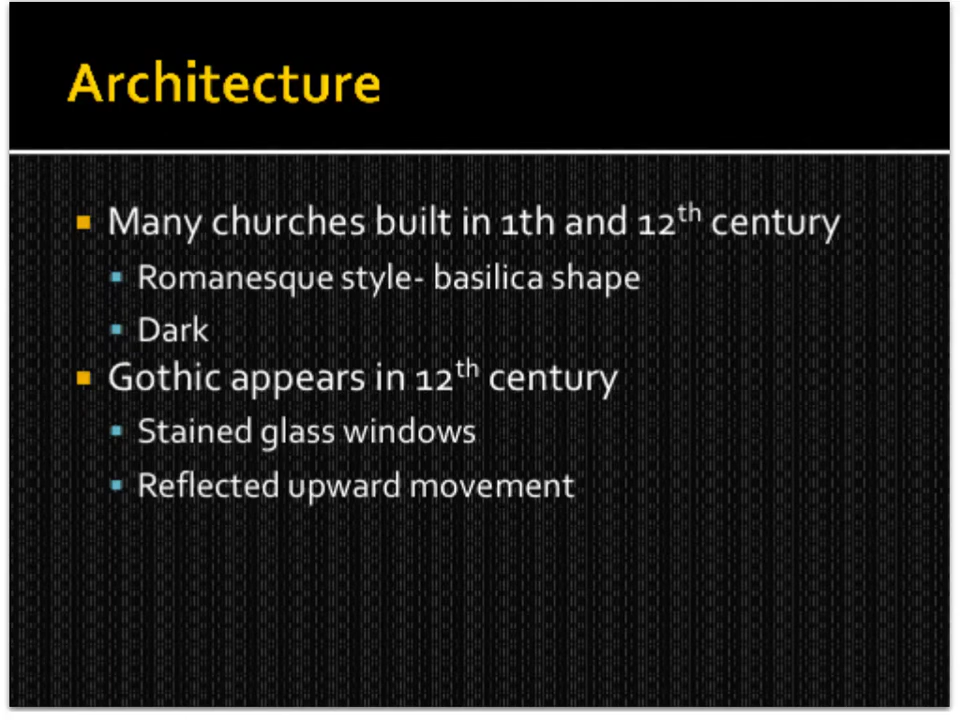 Architecture
Many churches built in 1th and 12th century
Romanesque style- basilica shape
Dark
Gothic appears in 12th century
Stained glass windows
Reflected upward movement